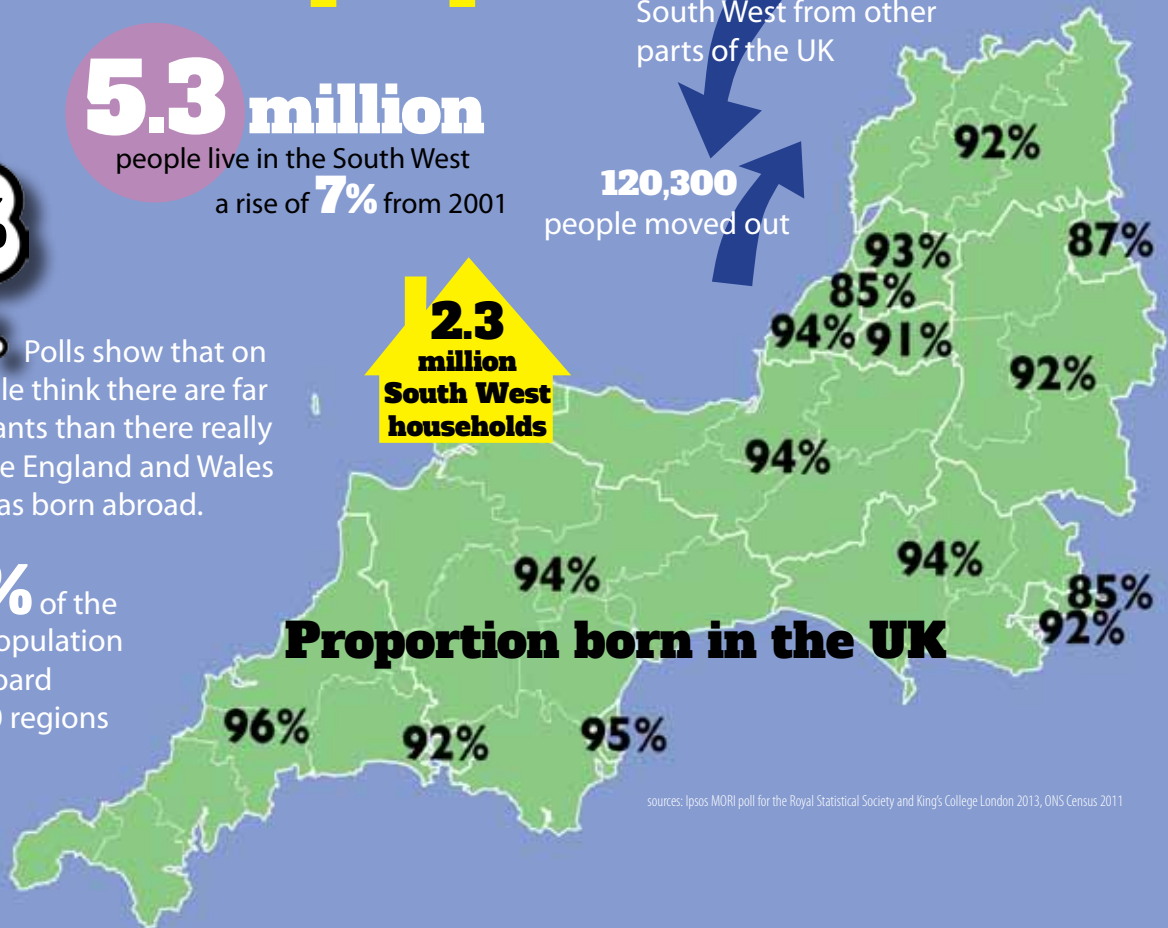 South West from other
parts of the UK
5.3 million
people live in the South West
a rise of 7% from 2001
120,300
people moved out
2.3
million
South West
households
Polls show that on
le think there are far
ants than there really
e England and Wales
as born abroad.
% of the
opulation
oard
) regions
92%
93%
87%
85%
94%
91%
92%
94%
94%
94%
85%
92%
Proportion born in the UK
96%
92%
95%
sources: Ipsos MORI poll for the Royal Statistical Society and King's College London 2013, ONS Census 2011